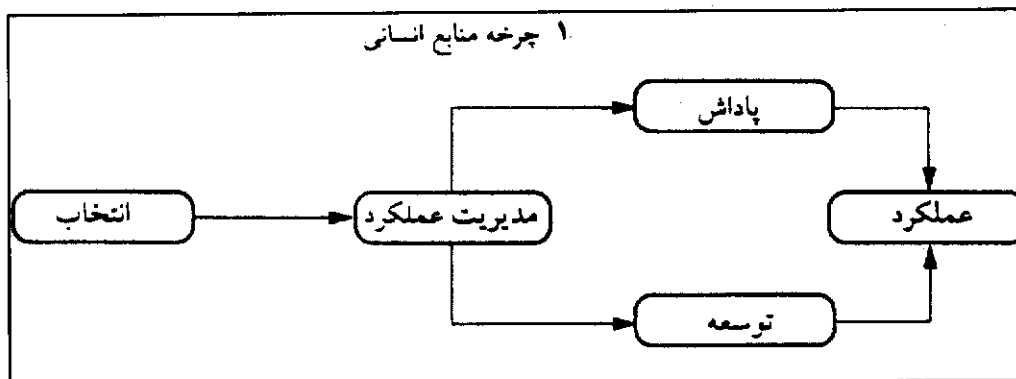 ۱ چرخه منابع انسانی
پاداش
انتخاب
مدیریت عملکرد
عملکرد
توسعه